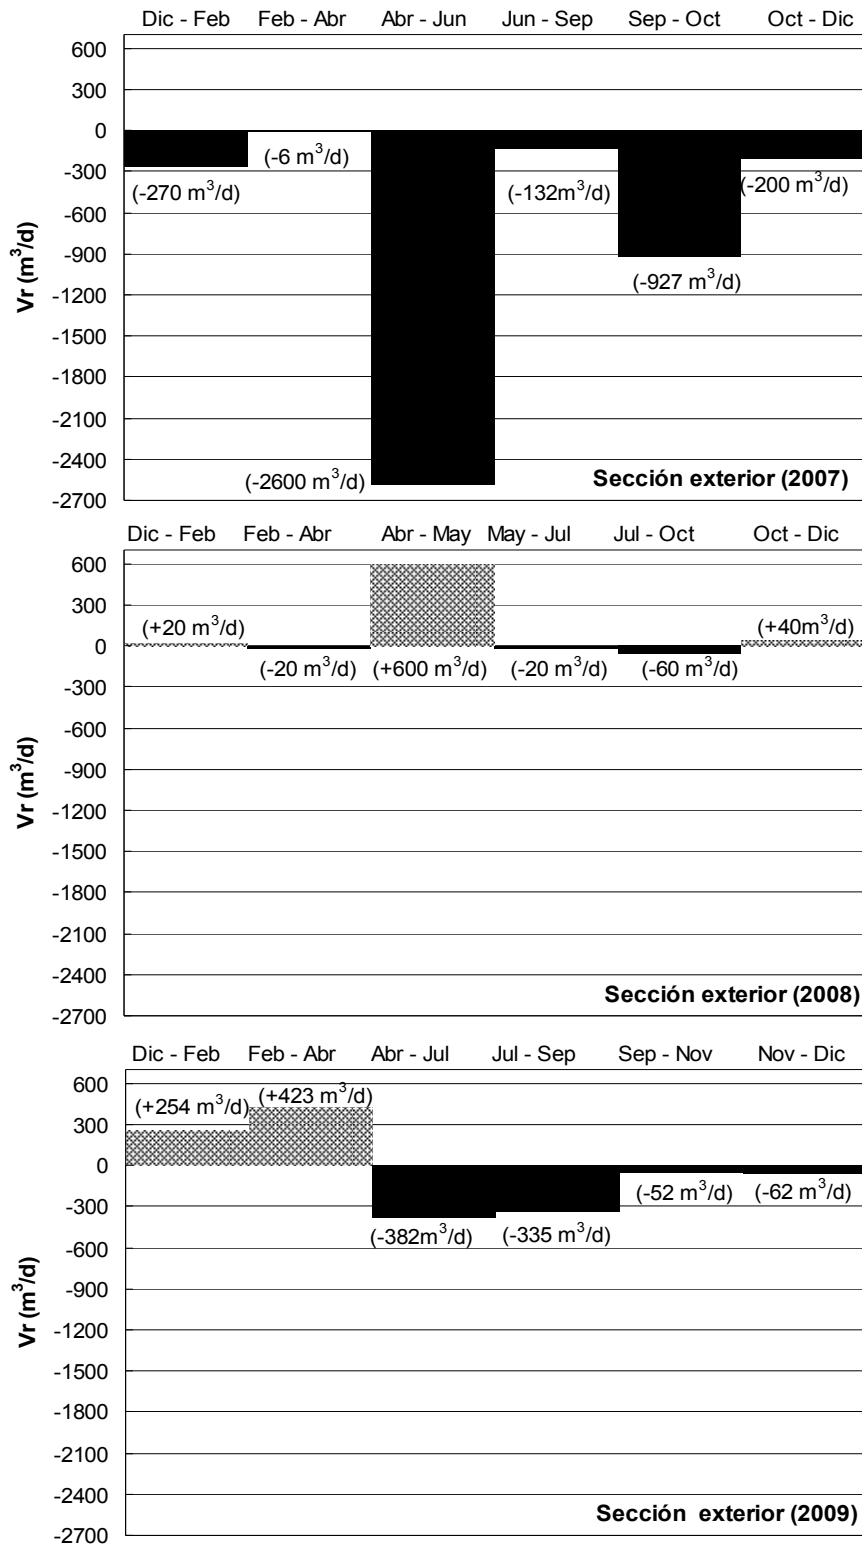 Dic - Feb Feb - Abr Abr - Jun Jun - Sep Sep - Oct Oct - Dic
600
300
0
-300
-600
-900
-1200
-1500
-1800
-2100
-2400
-2700
Vr (m³/d)
(-270 m³/d)
(-6 m³/d)
(-2600 m³/d)
(-132m³/d)
(-927 m³/d)
(-200 m³/d)
Sección exterior (2007)
Dic - Feb Feb - Abr Abr - May May - Jul Jul - Oct Oct - Dic
600
300
0
-300
-600
-900
-1200
-1500
-1800
-2100
-2400
-2700
Vr (m³/d)
(+20 m³/d)
(-20 m³/d)
(+600 m³/d)
(-20 m³/d)
(-60 m³/d)
(+40m³/d)
Sección exterior (2008)
Dic - Feb Feb - Abr Abr - Jul Jul - Sep Sep - Nov Nov - Dic
600
300
0
-300
-600
-900
-1200
-1500
-1800
-2100
-2400
-2700
Vr (m³/d)
(+254 m³/d)
(+423 m³/d)
(-382m³/d)
(-335 m³/d)
(-52 m³/d)
(-62 m³/d)
Sección exterior (2009)